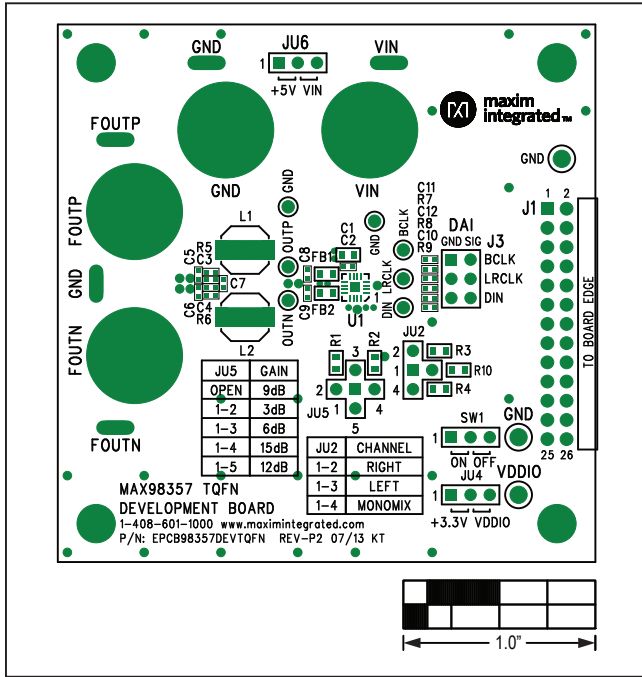 GND
JU6
VIN
1
+5V VIN
maxim
integrated™
FOUTP
GND
GND
VIN
GND
FOUTP
L1
OUTP
C1
C2
GND
BCLK
C11
R7
C12
R8
C10
R9
DAI
GND SIG
J3
BCLK
LRCLK
DIN
J1
1 2
R5
C5
C3
C7
C8
FB1
LRCLK
GND
C6
C4
R6
OUTN
C9
FB2
1
U1
DIN
TO BOARD EDGE
FOUTN
L2
R1
R2
JU2
3
2
R3
1
R10
2
4
R4
JU5
1
4
3
5
FOUTN
JU5 GAIN
OPEN 9dB
1-2 3dB
1-3 6dB
1-4 15dB
1-5 12dB
JU2 CHANNEL
1-2 RIGHT
1-3 LEFT
1-4 MONOMIX
SW1
GND
1
ON OFF
25 26
JU4
VDDIO
1
+3.3V VDDIO
MAX98357 TQFN
DEVELOPMENT BOARD
1-408-601-1000 www.maximintegrated.com
P/N: EPCB98357DEVTQFN REV-P2 07/13 KT
1.0"